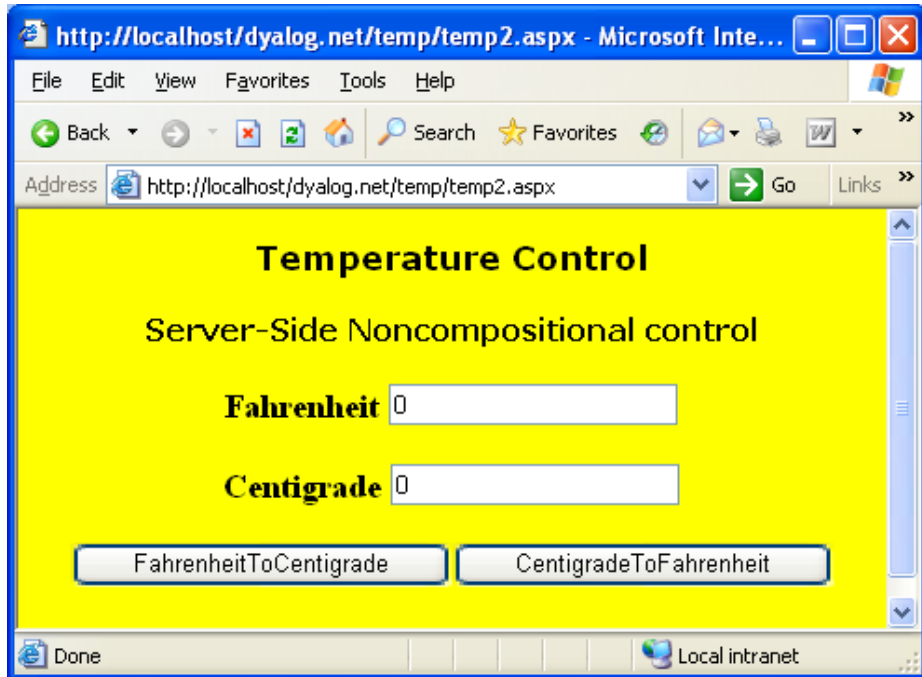 http://localhost/dyalog.net/temp/temp2.aspx - Microsoft Inte...
File Edit View Favorites Tools Help
Back Search Favorites W »
Address http://localhost/dyalog.net/temp/temp2.aspx Go Links »
Temperature Control
Server-Side Noncompositional control
Fahrenheit 0
Centigrade 0
FahrenheitToCentigrade CentigradeToFahrenheit
Done Local intranet